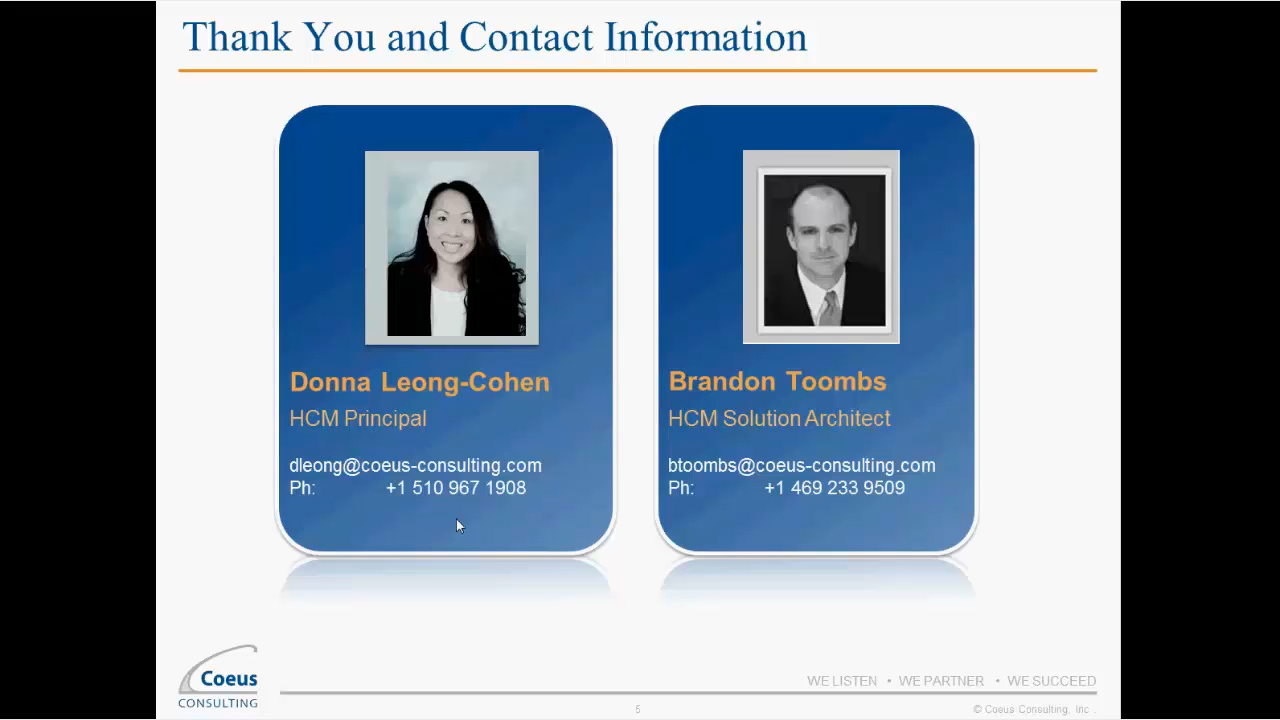 Thank You and Contact Information
Donna Leong-Cohen
HCM Principal
dleong@coeus-consulting.com
Ph: +1 510 967 1908
Brandon Toombs
HCM Solution Architect
btoombs@coeus-consulting.com
Ph: +1 469 233 9509
Coeus
CONSULTING
WE LISTEN • WE PARTNER • WE SUCCEED
5
© Coeus Consulting, Inc .